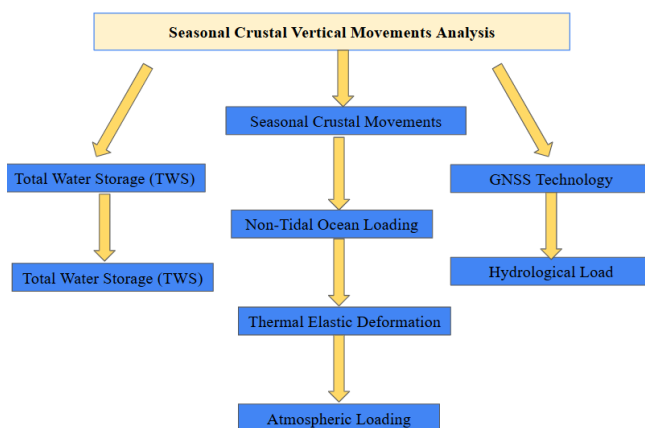 Seasonal Crustal Vertical Movements Analysis
Seasonal Crustal Movements
Total Water Storage (TWS)
GNSS Technology
Non-Tidal Ocean Loading
Total Water Storage (TWS)
Hydrological Load
Thermal Elastic Deformation
Atmospheric Loading